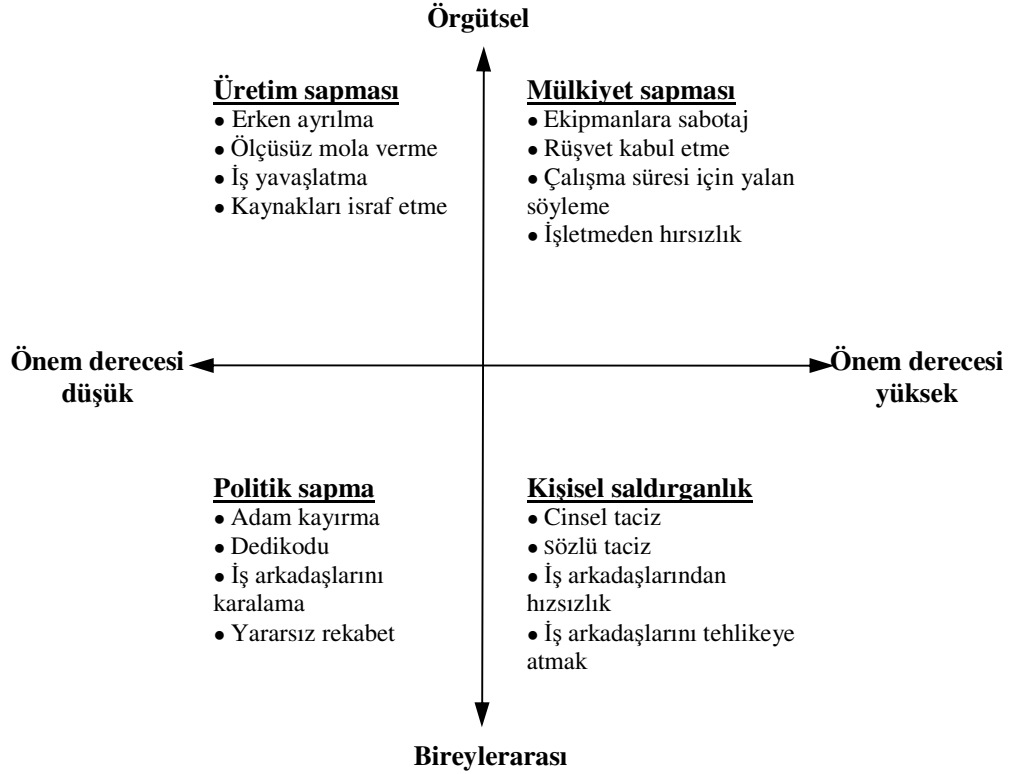 Örgütsel
Üretim sapması
● Erken ayrılma
● Ölçüsüz mola verme
● İş yavaşlatma
● Kaynakları israf etme
Mülkiyet sapması
● Ekipmanlara sabotaj
● Rüşvet kabul etme
● Çalışma süresi için yalan
söyleme
● İşletmeden hırsızlık
Önem derecesi
düşük
Önem derecesi
yüksek
Politik sapma
● Adam kayırma
● Dedikodu
● İş arkadaşlarını
karalama
● Yararsız rekabet
Kişisel saldırganlık
● Cinsel taciz
● Sözlü taciz
● İş arkadaşlarından
hızsızlık
● İş arkadaşlarını tehlikeye
atmak
Bireylerarası